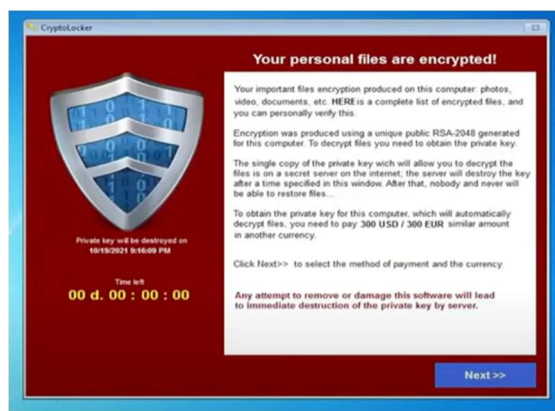 CryptoLocker
Your personal files are encrypted!
Your important files encryption produced on this computer: photos,
video, documents, etc. HERE is a complete list of encrypted files, and
you can personally verify this.
Encryption was produced using a unique public RSA-2048 generated
for this computer. To decrypt files you need to obtain the private key.
The single copy of the private key wich will allow you to decrypt the
files is on a secret server on the internet; the server will destroy the key
after a time specified in this window. After that, nobody and never will
be able to restore files...
To obtain the private key for this computer, which will automatically
decrypt files, you need to pay 300 USD / 300 EUR similar amount
in another currency.
Click Next>> to select the method of payment and the currency.
Any attempt to remove or damage this software will lead
to immediate destruction of the private key by server.
Private key will be destroyed on
10/19/2021 9:16:09 PM
Time left
00 d. 00 : 00 : 00
Next >>